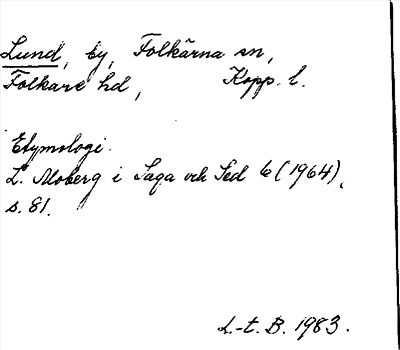 Lund, by, Folkärna sn,
Folkare hd, Kopp. l.
Etymologi.
L. Moberg i Saga och Sed 6 (1964),
s. 81.
L.-t. B. 1983.